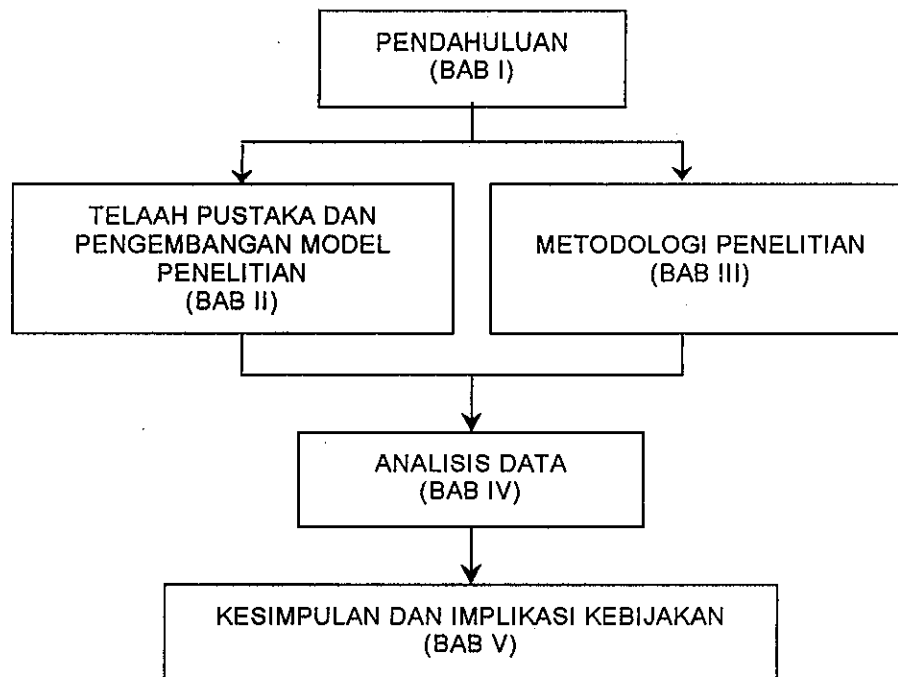 PENDAHULUAN
(BAB I)
TELAAH PUSTAKA DAN
PENGEMBANGAN MODEL
PENELITIAN
(BAB II)
METODOLOGI PENELITIAN
(BAB III)
ANALISIS DATA
(BAB IV)
KESIMPULAN DAN IMPLIKASI KEBIJAKAN
(BAB V)